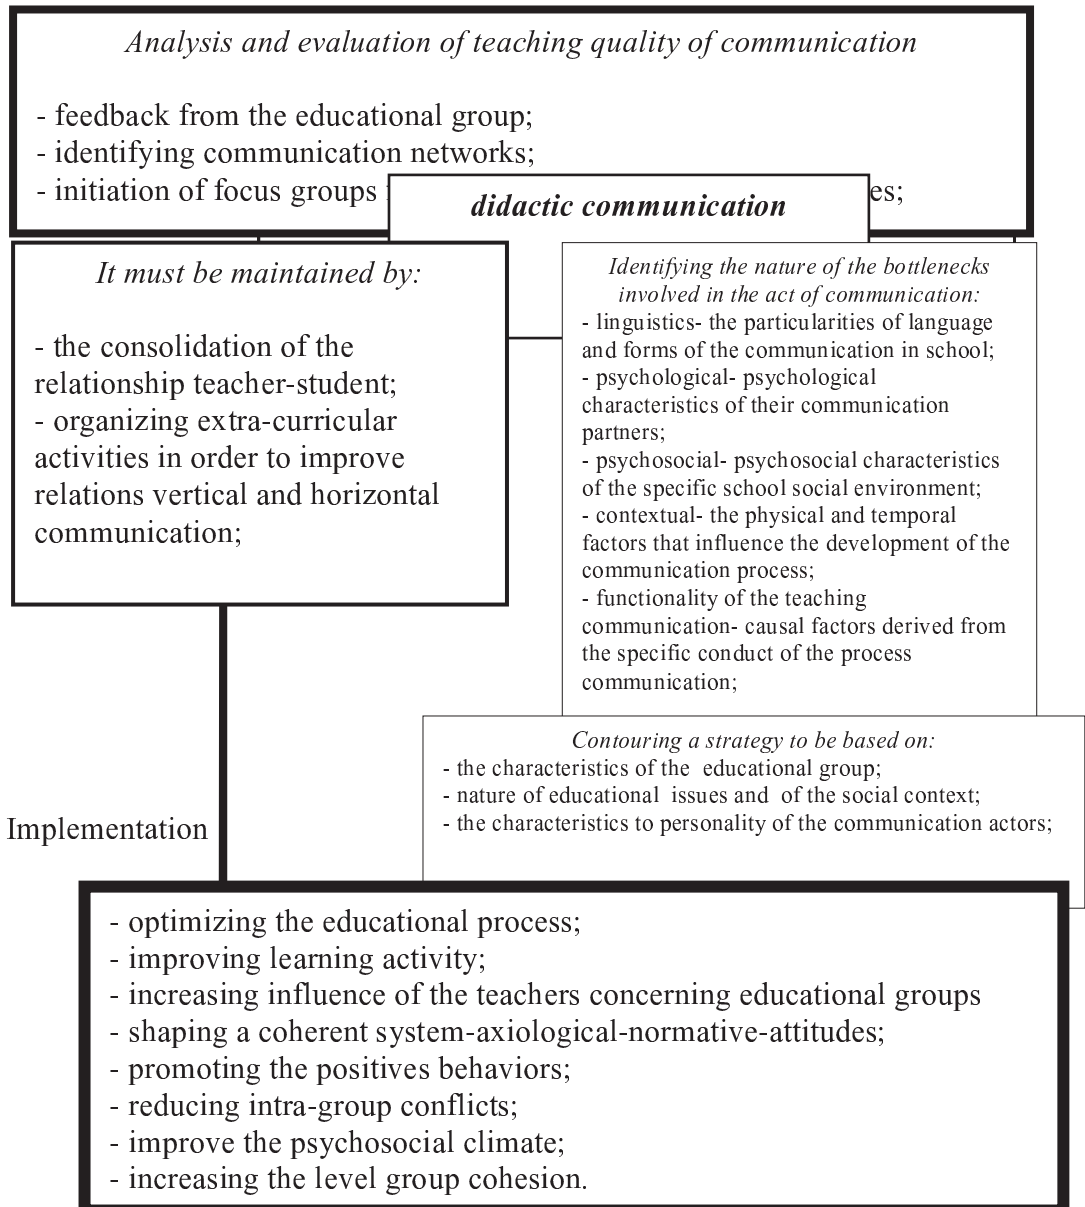 Analysis and evaluation of teaching quality of communication
- feedback from the educational group;
- identifying communication networks;
- initiation of focus groups
didactic communication
It must be maintained by:
- the consolidation of the
relationship teacher-student;
- organizing extra-curricular
activities in order to improve
relations vertical and horizontal
communication;
Identifying the nature of the bottlenecks
involved in the act of communication:
- linguistics- the particularities of language
and forms of the communication in school;
- psychological- psychological
characteristics of their communication
partners;
- psychosocial- psychosocial characteristics
of the specific school social environment;
- contextual- the physical and temporal
factors that influence the development of the
communication process;
- functionality of the teaching
communication- causal factors derived from
the specific conduct of the process
communication;
Contouring a strategy to be based on:
- the characteristics of the educational group;
- nature of educational issues and of the social context;
- the characteristics to personality of the communication actors;
Implementation
- optimizing the educational process;
- improving learning activity;
- increasing influence of the teachers concerning educational groups
- shaping a coherent system-axiological-normative-attitudes;
- promoting the positives behaviors;
- reducing intra-group conflicts;
- improve the psychosocial climate;
- increasing the level group cohesion.